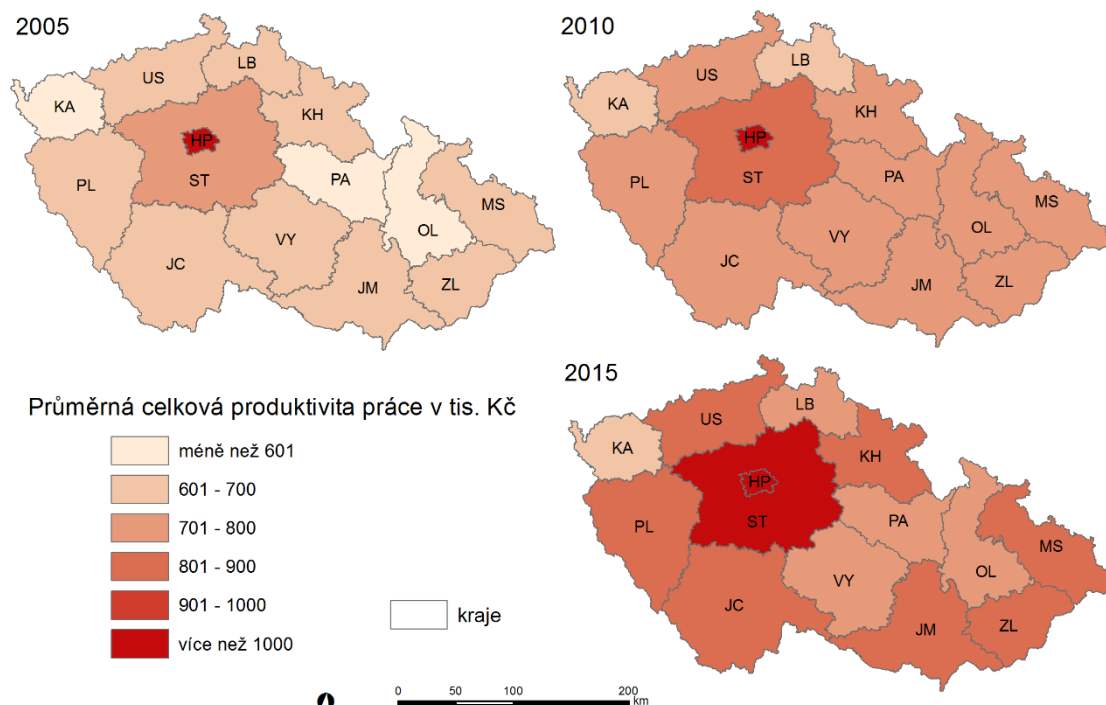 2005
US
LB
KA
KH
HP
PL
ST
PA
MS
OL
VY
JC
JM
ZL
2010
LB
US
KA
KH
HP
PL
ST
PA
MS
OL
VY
JC
ZL
JM
2015
LB
US
KA
KH
HP
PA
PL
ST
MS
OL
VY
JC
ZL
JM
Průměrná celková produktivita práce v tis. Kč
méně než 601
601 - 700
701 - 800
801 - 900
901 - 1000
více než 1000
kraje
0 50 100 200
km